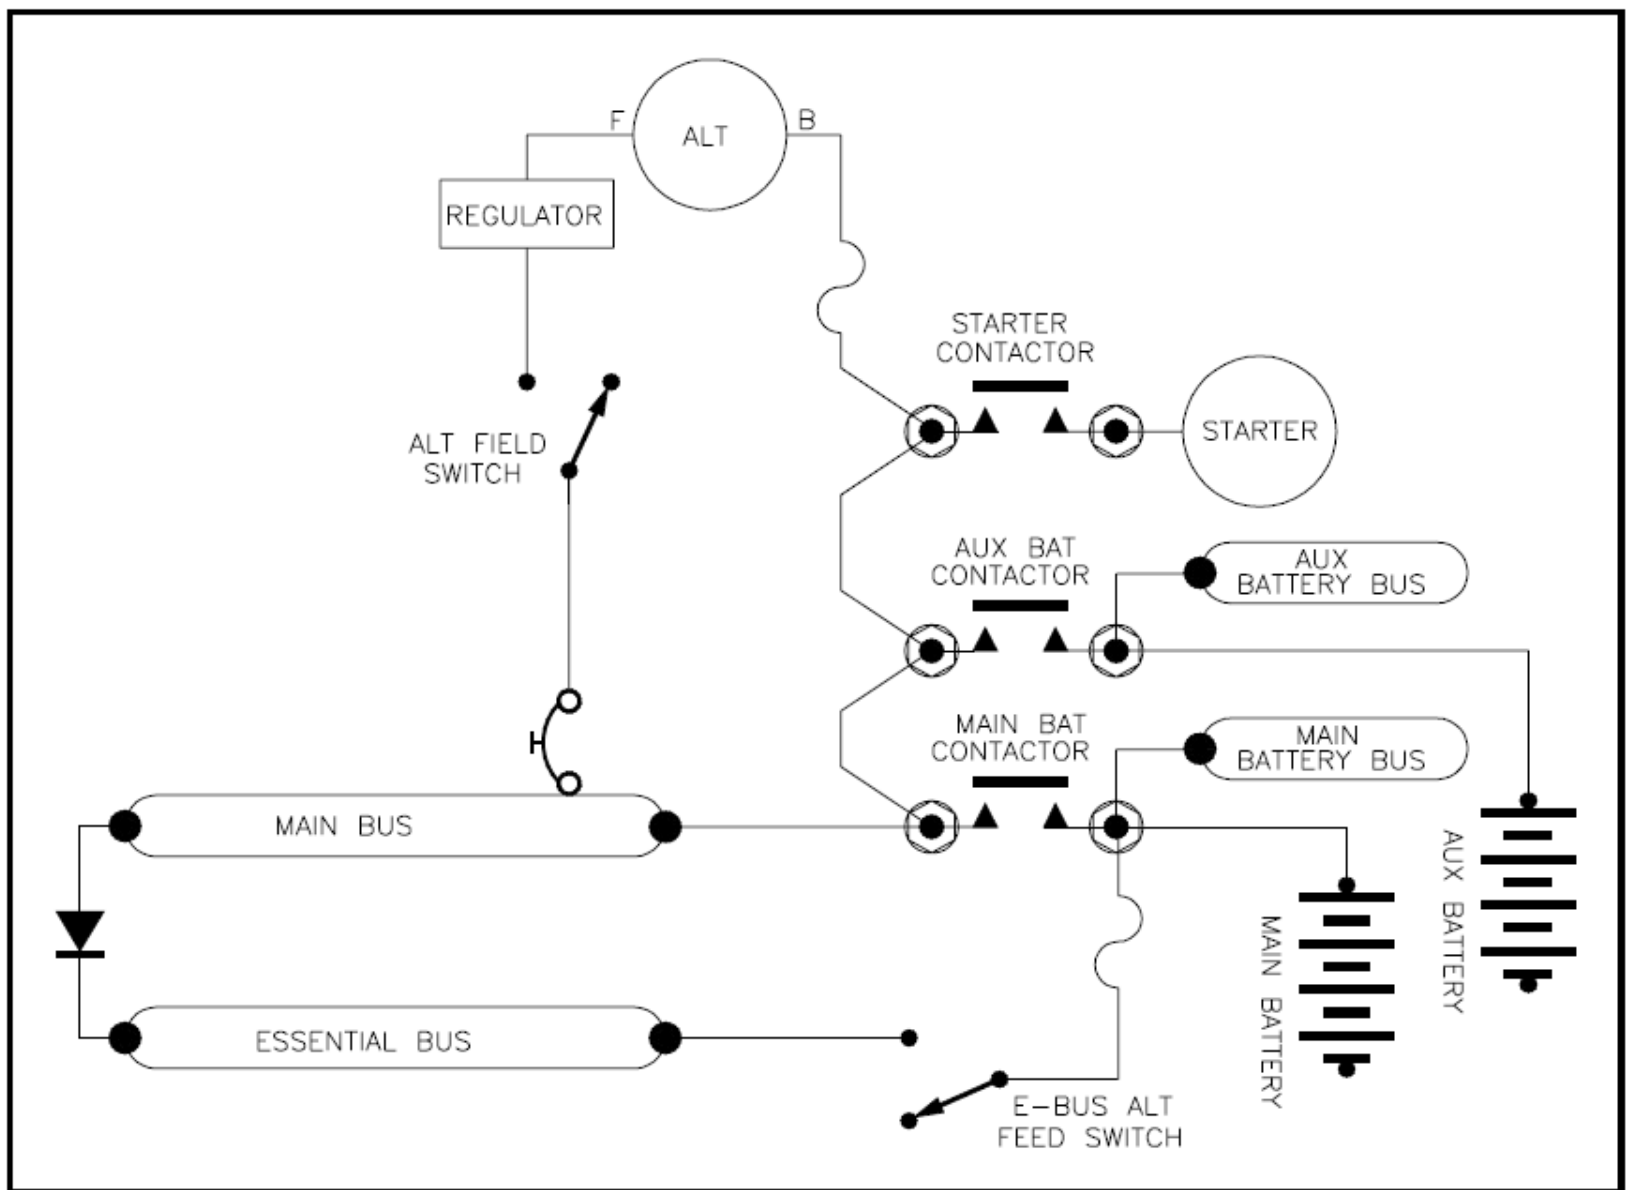 F
ALT
B
REGULATOR
STARTER
CONTACTOR
STARTER
ALT FIELD
SWITCH
AUX BAT
CONTACTOR
AUX
BATTERY BUS
MAIN BAT
CONTACTOR
MAIN
BATTERY BUS
MAIN BUS
AUX BATTERY
MAIN BATTERY
ESSENTIAL BUS
E-BUS ALT
FEED SWITCH